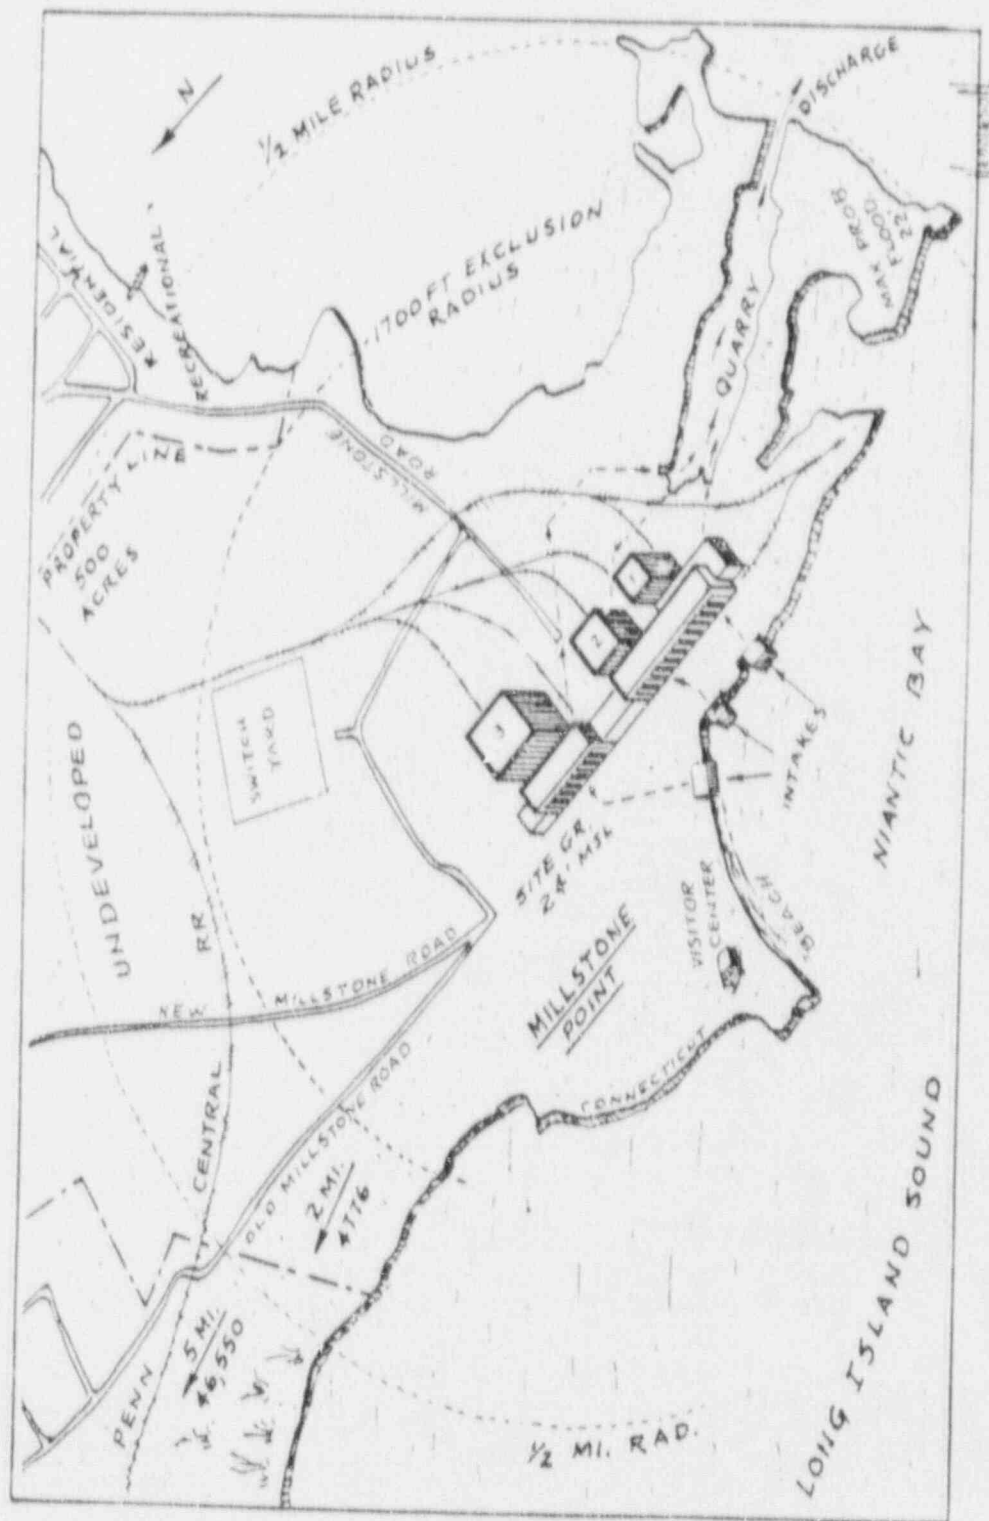 N
1/2 MILE RADIUS
DISCHARGE
RESIDENTIAL
RECREATIONAL
1700 FT EXCLUSION
RADIUS
MAX PROB
FLOOD
22'
QUARRY
PROPERTY LINE
500
ACRES
MILLSTONE
ROAD
1
2
3
SWITCH
YARD
UNDEVELOPED
INTAKES
NIANTIC BAY
SITE GR
MSL
MILLSTONE
POINT
VISITOR
CENTER
BEACH
NEW MILLSTONE ROAD
RR
CONNECTICUT
PENN CENTRAL
OLD MILLSTONE ROAD
2 MI.
4776
5 MI.
46,550
1/2 MI. RAD.
LONG ISLAND SOUND